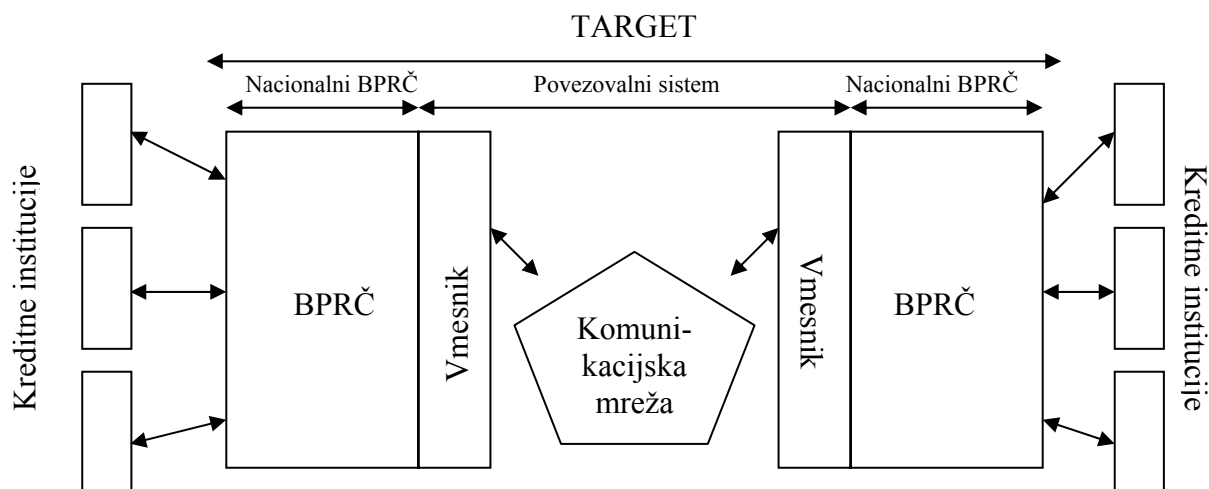 TARGET
Nacionalni BPRČ
Povezovalni sistem
Nacionalni BPRČ
Kreditne institucije
BPRČ
Vmesnik
Komuni-
kacijska
mreža
Vmesnik
BPRČ
Kreditne institucije